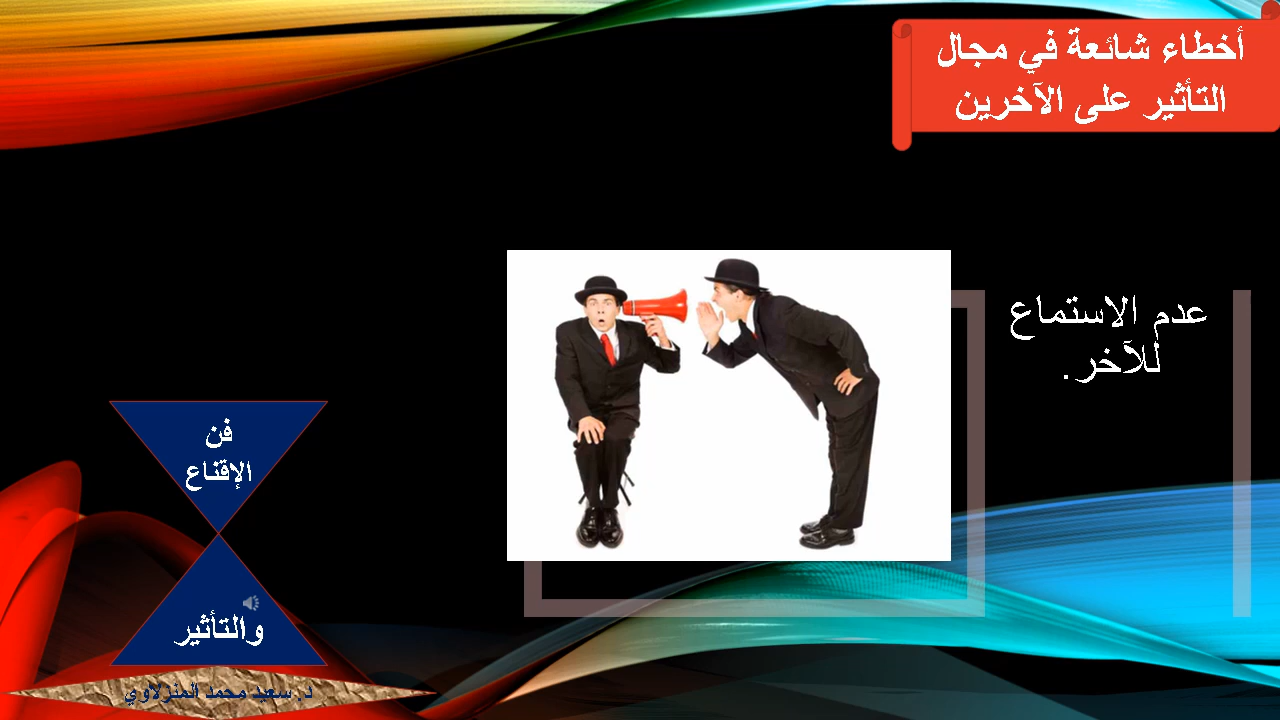 أخطاء شائعة في مجال
التأثير على الآخرين
عدم الاستماع
للآخر.
فن
الإقناع
والتأثير
د. سعيد محمد المنزلاوي